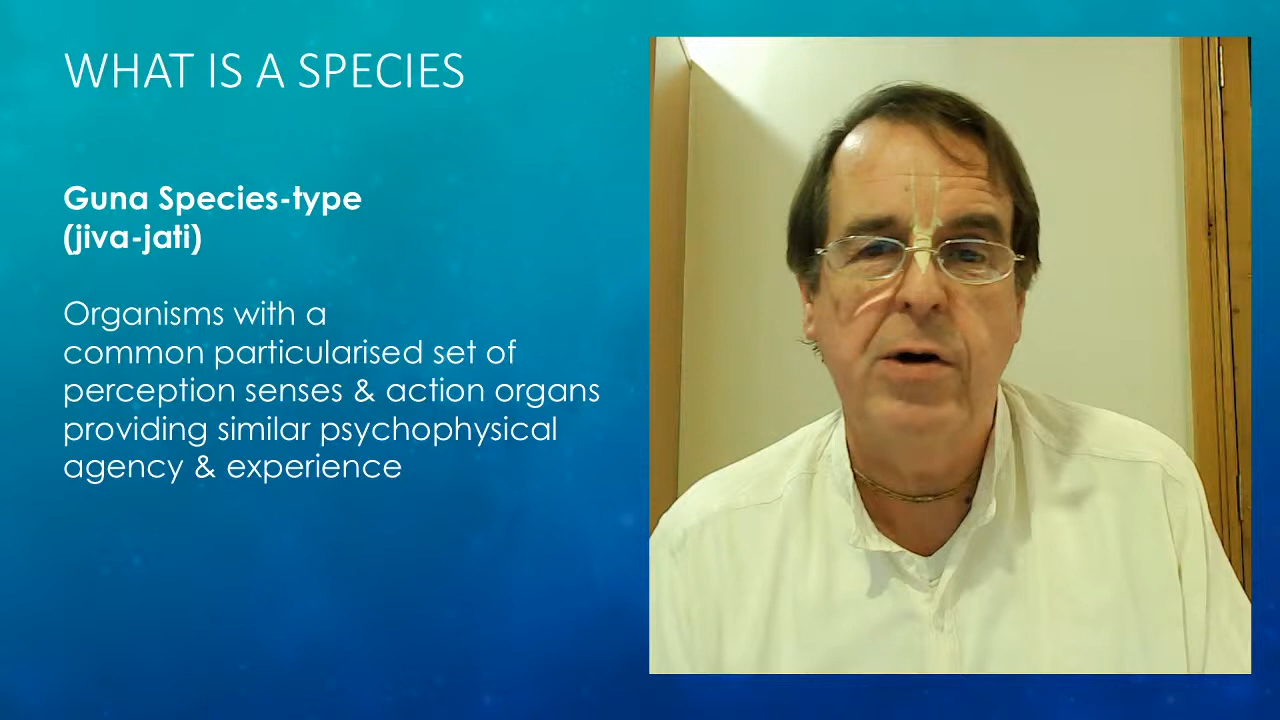 WHAT IS A SPECIES
Guna Species-type
(jiva-jati)
Organisms with a
common particularised set of
perception senses & action organs
providing similar psychophysical
agency & experience